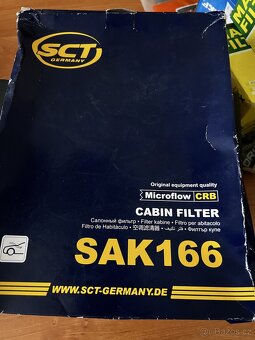 SCT
GERMANY
Original equipment quality
Microflow CRB
CABIN FILTER
Салонный фильтр • Filter kabine • Filtro per abitacolo
Filtro de Habitáculo • 空调滤清器 • فلتر تكييف • Филтър купе
SAK166
WWW.SCT-GERMANY.DE